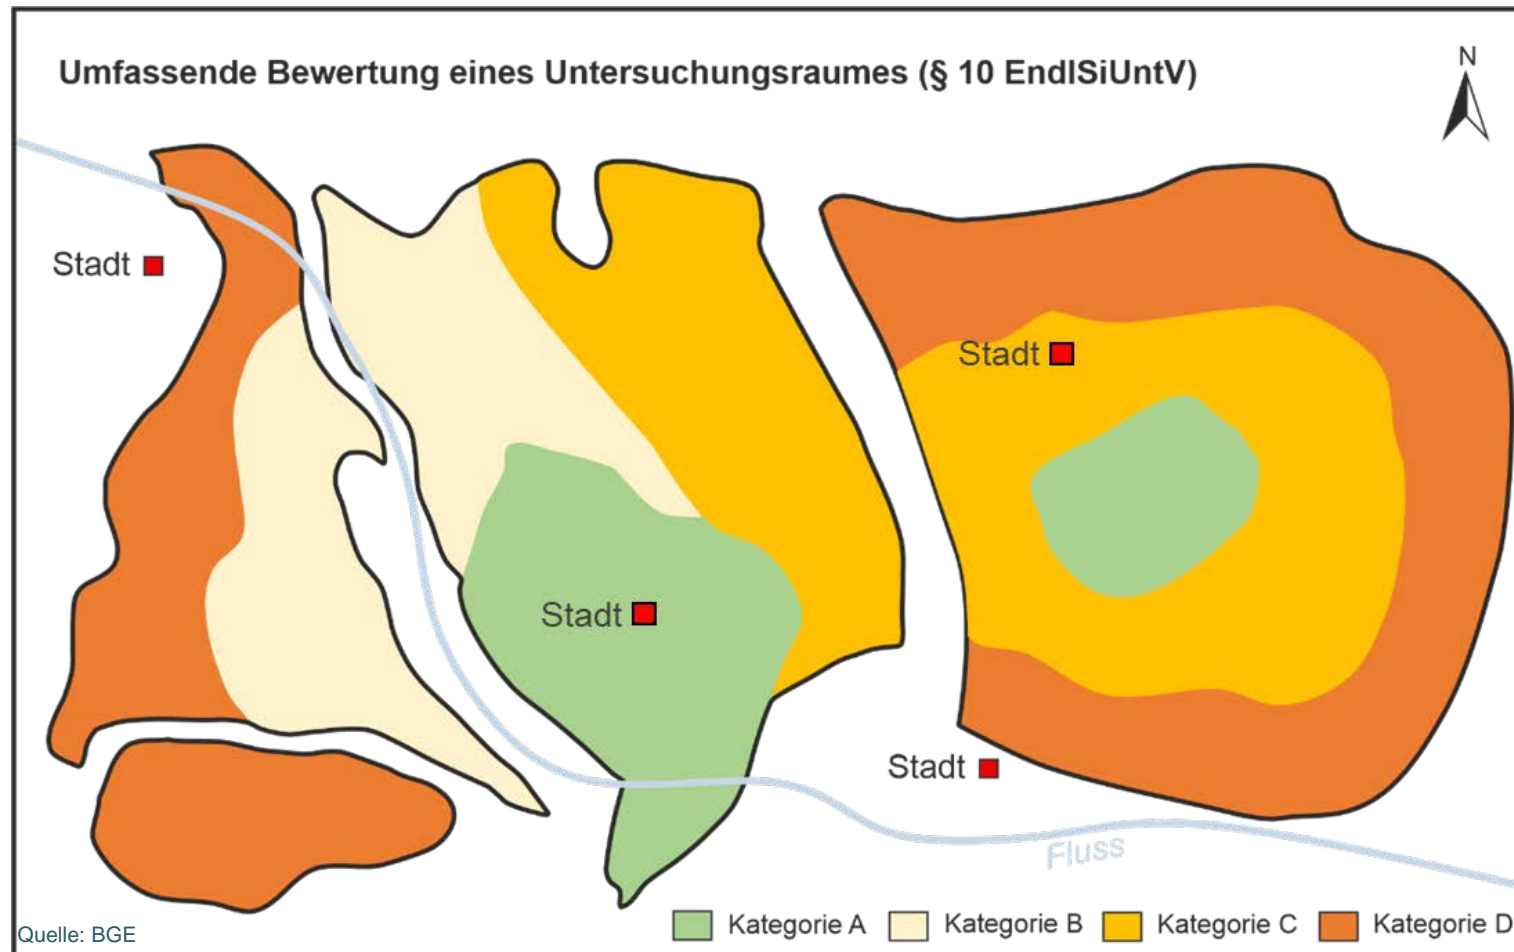 Umfassende Bewertung eines Untersuchungsraumes (§ 10 EndlSiUntV)
N
Stadt
Stadt
Stadt
Stadt
Fluss
Kategorie A
Kategorie B
Kategorie C
Kategorie D
Quelle: BGE